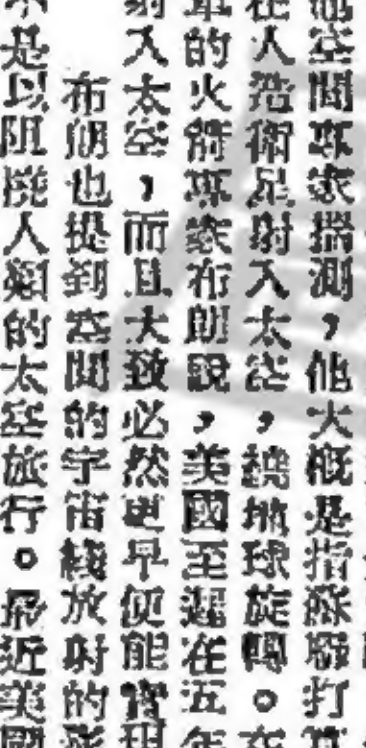 空間專家揣測，他大概是指蘇聯打算
在人造衛星射入太空，繞地球旋轉。在
的火箭專家布朗說，美國至遲在五年
射入太空，而且大致必然更早便能實現
布朗也提到空間的宇宙綫放射的
不是以阻撓人類的太空旅行。最近美國